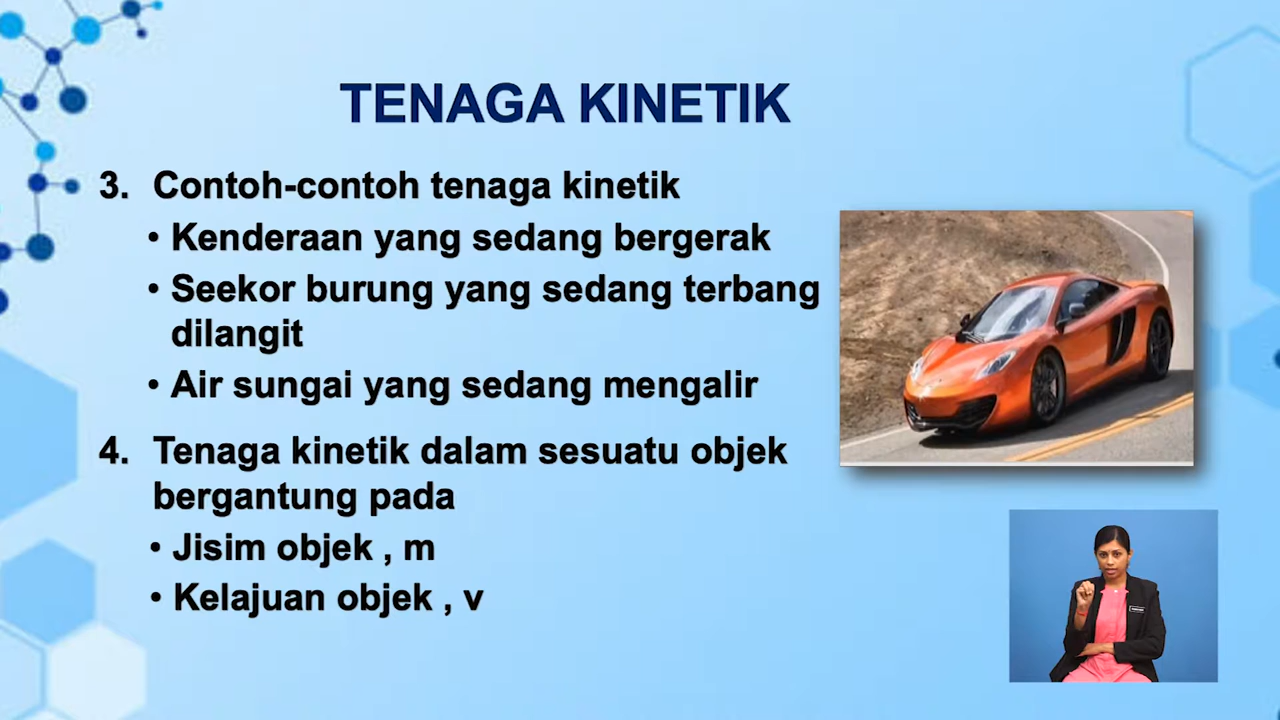 TENAGA KINETIK
3. Contoh-contoh tenaga kinetik
• Kenderaan yang sedang bergerak
• Seekor burung yang sedang terbang
dilangit
• Air sungai yang sedang mengalir
4. Tenaga kinetik dalam sesuatu objek
bergantung pada
• Jisim objek , m
• Kelajuan objek , v